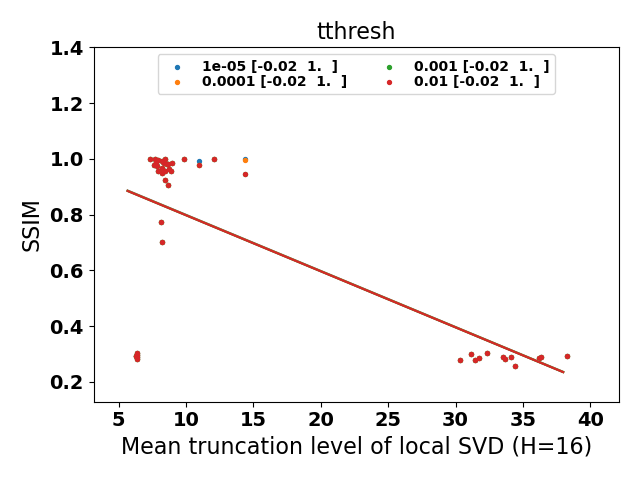 tthresh
1e-05 [-0.02  1.  ]
0.0001 [-0.02  1.  ]
0.001 [-0.02  1.  ]
0.01 [-0.02  1.  ]
SSIM
1.4
1.2
1.0
0.8
0.6
0.4
0.2
5 10 15 20 25 30 35 40
Mean truncation level of local SVD (H=16)